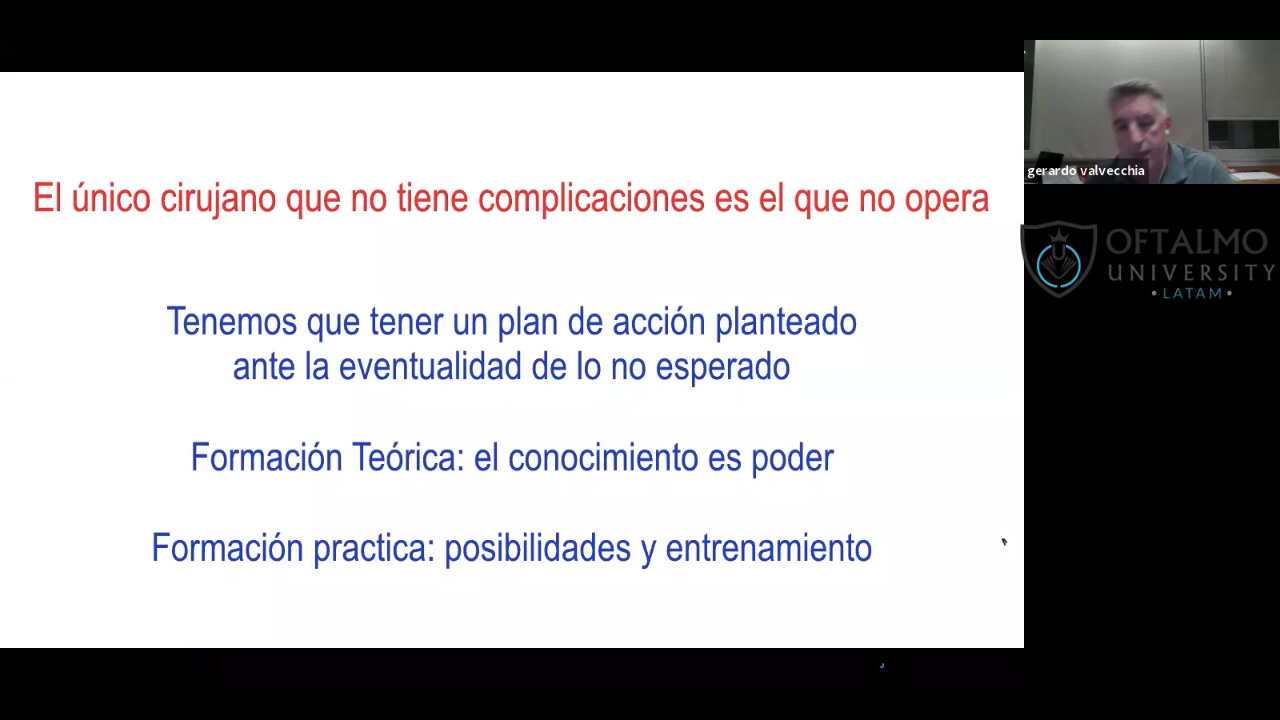 El único cirujano que no tiene complicaciones es el que no opera
Tenemos que tener un plan de acción planteado
ante la eventualidad de lo no esperado
Formación Teórica: el conocimiento es poder
Formación practica: posibilidades y entrenamiento
gerardo valvecchia
OFTALMO
UNIVERSITY
• LATAM •